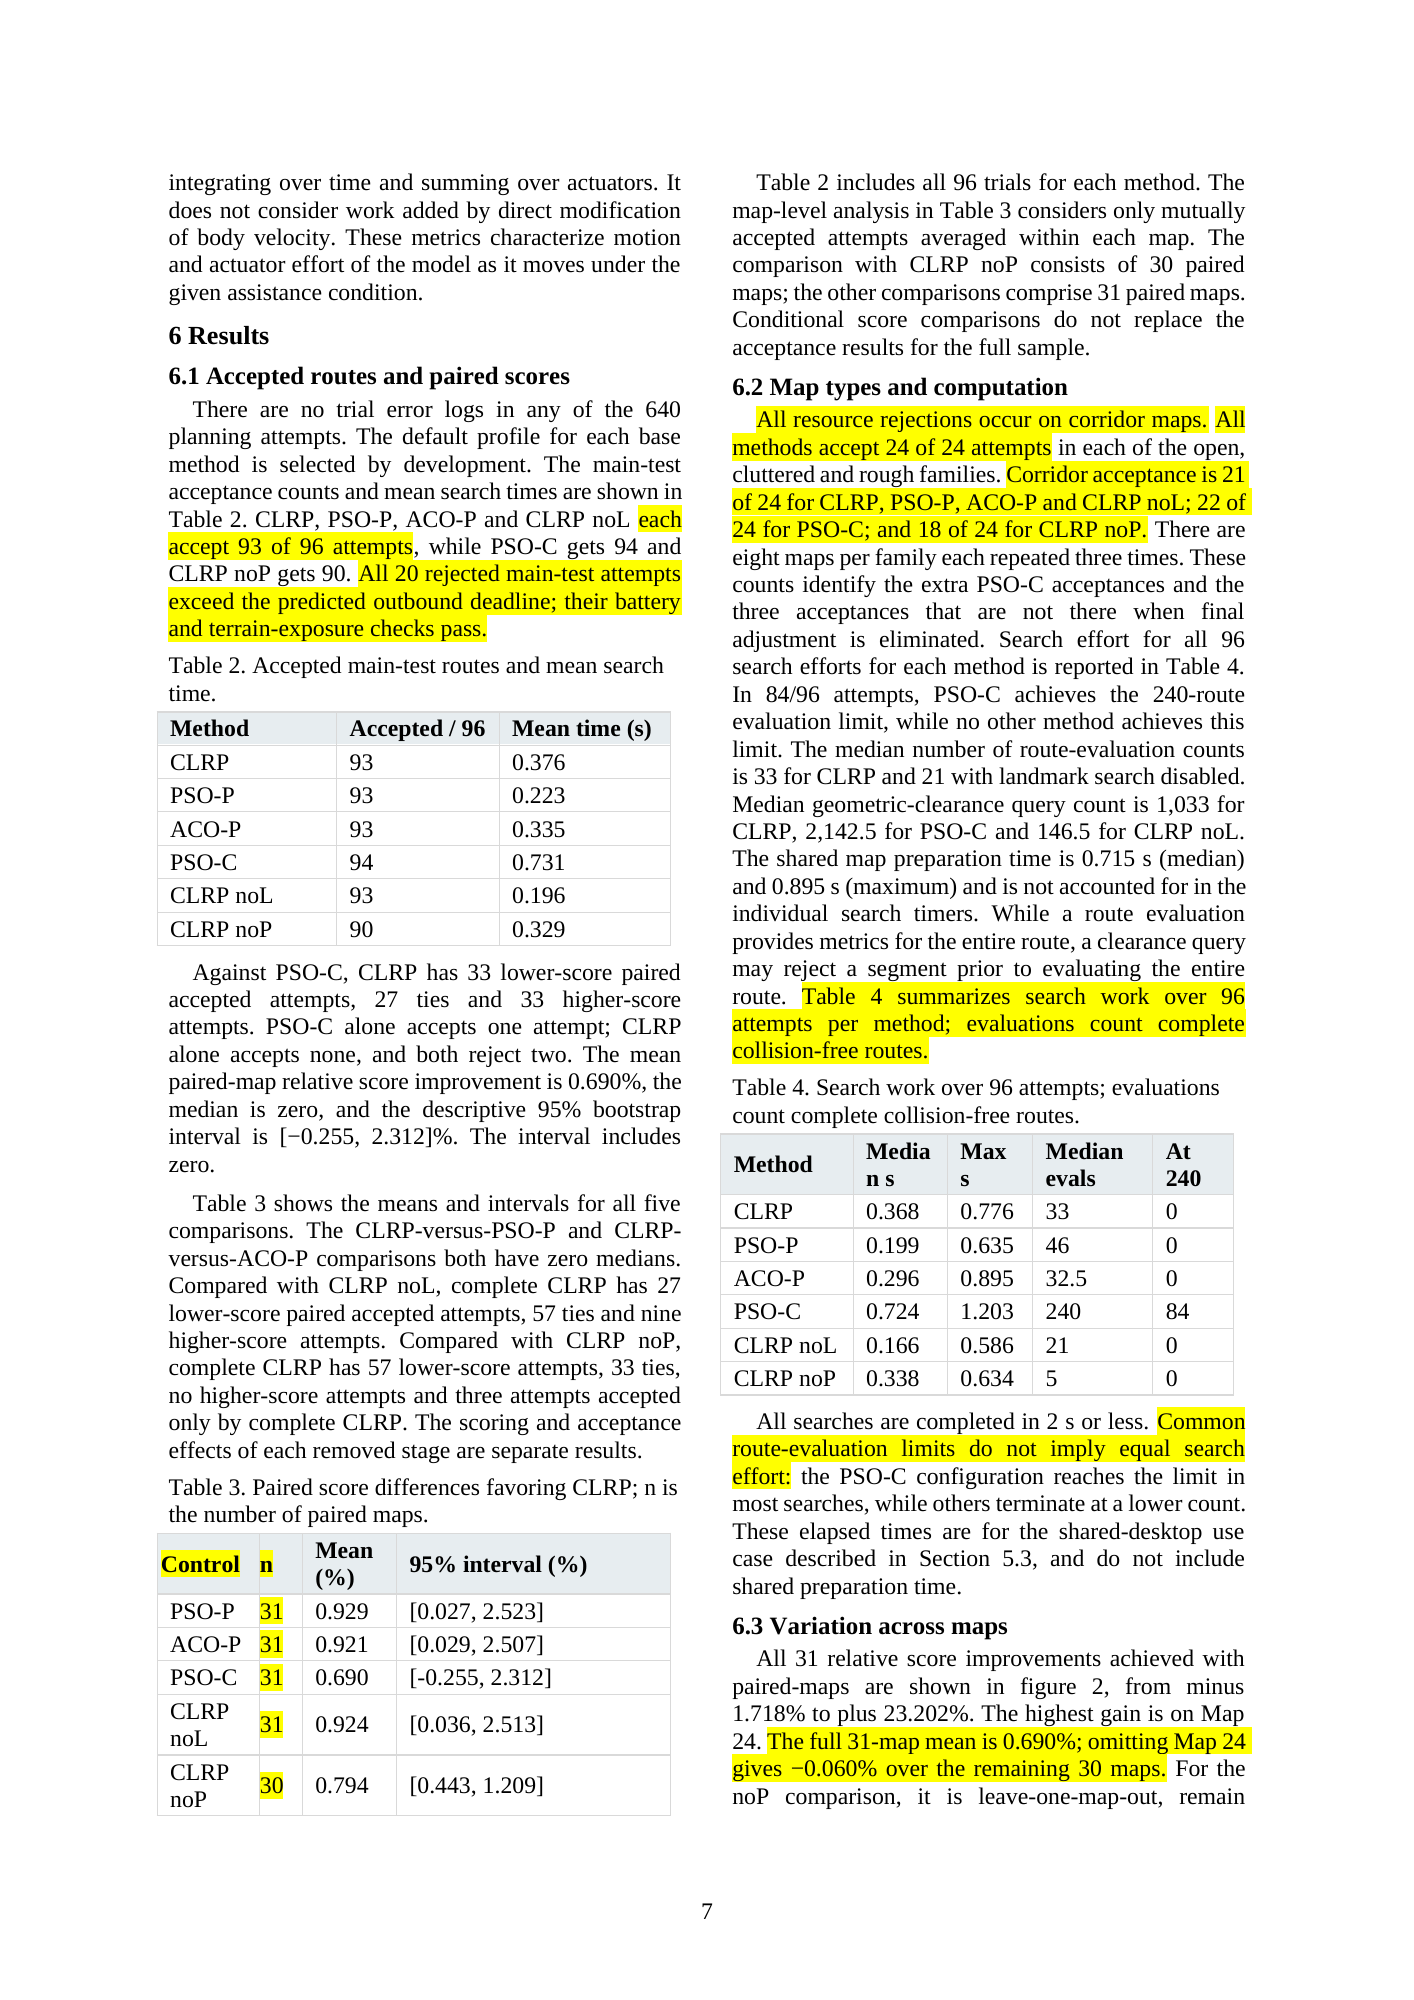 integrating over time and summing over actuators. It
does not consider work added by direct modification
of body velocity. These metrics characterize motion
and actuator effort of the model as it moves under the
given assistance condition.
6 Results
6.1 Accepted routes and paired scores
There are no trial error logs in any of the 640
planning attempts. The default profile for each base
method is selected by development. The main-test
acceptance counts and mean search times are shown in
Table 2. CLRP, PSO-P, ACO-P and CLRP noL each
accept 93 of 96 attempts, while PSO-C gets 94 and
CLRP noP gets 90. All 20 rejected main-test attempts
exceed the predicted outbound deadline; their battery
and terrain-exposure checks pass.
Table 2. Accepted main-test routes and mean search
time.
Method Accepted / 96 Mean time (s)
CLRP 93 0.376
PSO-P 93 0.223
ACO-P 93 0.335
PSO-C 94 0.731
CLRP noL 93 0.196
CLRP noP 90 0.329
Against PSO-C, CLRP has 33 lower-score paired
accepted attempts, 27 ties and 33 higher-score
attempts. PSO-C alone accepts one attempt; CLRP
alone accepts none, and both reject two. The mean
paired-map relative score improvement is 0.690%, the
median is zero, and the descriptive 95% bootstrap
interval is [−0.255, 2.312]%. The interval includes
zero.
Table 3 shows the means and intervals for all five
comparisons. The CLRP-versus-PSO-P and CLRP-
versus-ACO-P comparisons both have zero medians.
Compared with CLRP noL, complete CLRP has 27
lower-score paired accepted attempts, 57 ties and nine
higher-score attempts. Compared with CLRP noP,
complete CLRP has 57 lower-score attempts, 33 ties,
no higher-score attempts and three attempts accepted
only by complete CLRP. The scoring and acceptance
effects of each removed stage are separate results.
Table 3. Paired score differences favoring CLRP; n is
the number of paired maps.
Control n Mean (%) 95% interval (%)
PSO-P 31 0.929 [0.027, 2.523]
ACO-P 31 0.921 [0.029, 2.507]
PSO-C 31 0.690 [-0.255, 2.312]
CLRP noL 31 0.924 [0.036, 2.513]
CLRP noP 30 0.794 [0.443, 1.209]
Table 2 includes all 96 trials for each method. The
map-level analysis in Table 3 considers only mutually
accepted attempts averaged within each map. The
comparison with CLRP noP consists of 30 paired
maps; the other comparisons comprise 31 paired maps.
Conditional score comparisons do not replace the
acceptance results for the full sample.
6.2 Map types and computation
All resource rejections occur on corridor maps. All
methods accept 24 of 24 attempts in each of the open,
cluttered and rough families. Corridor acceptance is 21
of 24 for CLRP, PSO-P, ACO-P and CLRP noL; 22 of
24 for PSO-C; and 18 of 24 for CLRP noP. There are
eight maps per family each repeated three times. These
counts identify the extra PSO-C acceptances and the
three acceptances that are not there when final
adjustment is eliminated. Search effort for all 96
search efforts for each method is reported in Table 4.
In 84/96 attempts, PSO-C achieves the 240-route
evaluation limit, while no other method achieves this
limit. The median number of route-evaluation counts
is 33 for CLRP and 21 with landmark search disabled.
Median geometric-clearance query count is 1,033 for
CLRP, 2,142.5 for PSO-C and 146.5 for CLRP noL.
The shared map preparation time is 0.715 s (median)
and 0.895 s (maximum) and is not accounted for in the
individual search timers. While a route evaluation
provides metrics for the entire route, a clearance query
may reject a segment prior to evaluating the entire
route. Table 4 summarizes search work over 96
attempts per method; evaluations count complete
collision-free routes.
Table 4. Search work over 96 attempts; evaluations
count complete collision-free routes.
Method Media n s Max s Median evals At 240
CLRP 0.368 0.776 33 0
PSO-P 0.199 0.635 46 0
ACO-P 0.296 0.895 32.5 0
PSO-C 0.724 1.203 240 84
CLRP noL 0.166 0.586 21 0
CLRP noP 0.338 0.634 5 0
All searches are completed in 2 s or less. Common
route-evaluation limits do not imply equal search
effort: the PSO-C configuration reaches the limit in
most searches, while others terminate at a lower count.
These elapsed times are for the shared-desktop use
case described in Section 5.3, and do not include
shared preparation time.
6.3 Variation across maps
All 31 relative score improvements achieved with
paired-maps are shown in figure 2, from minus
1.718% to plus 23.202%. The highest gain is on Map
24. The full 31-map mean is 0.690%; omitting Map 24
gives −0.060% over the remaining 30 maps. For the
noP comparison, it is leave-one-map-out, remain
7